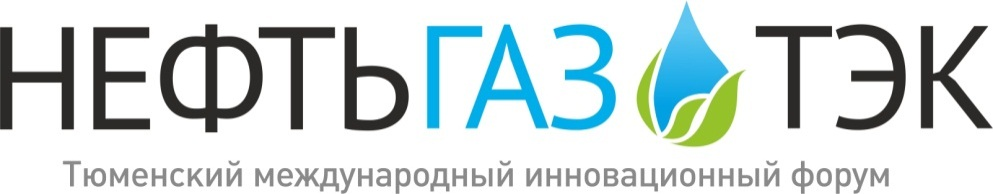 НЕФТЬГАЗ ТЭК
Тюменский международный инновационный форум